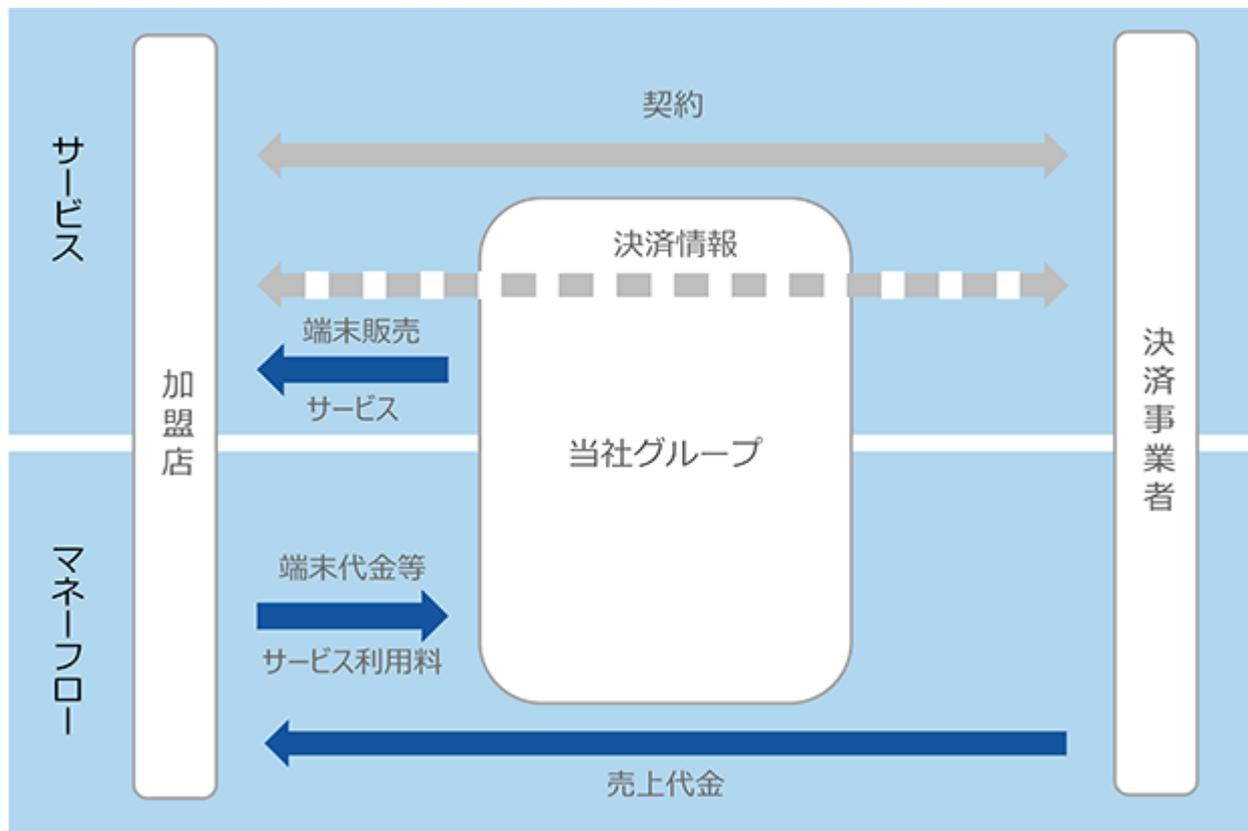 サービス
契約
決済情報
端末販売
サービス
加盟店
当社グループ
決済事業者
マネーフロー
端末代金等
サービス利用料
売上代金